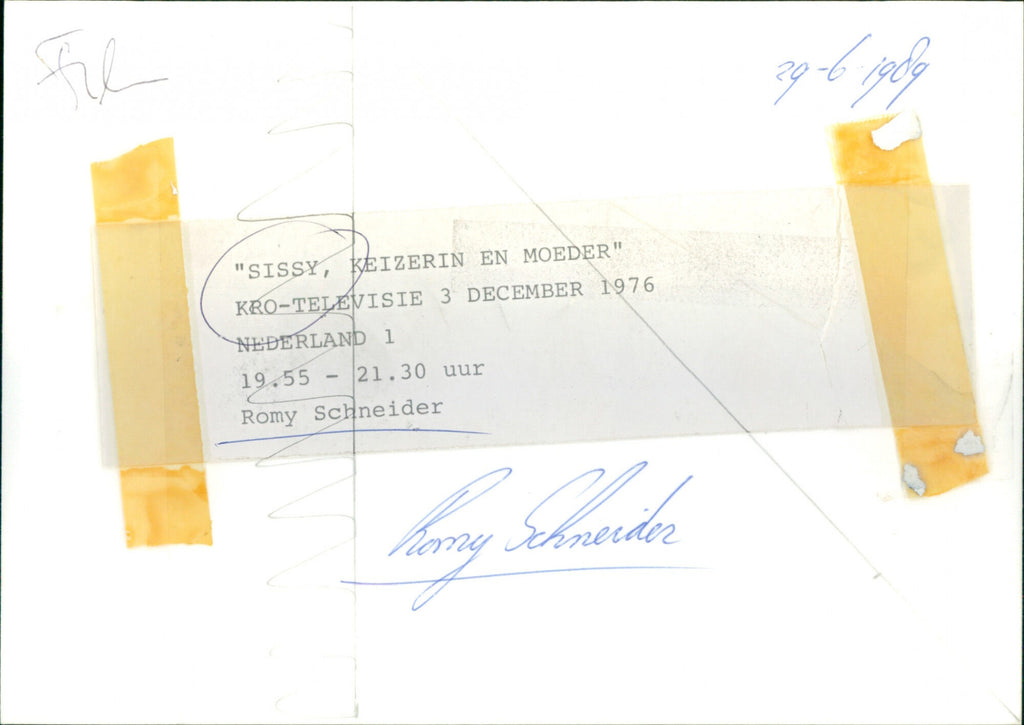 29-6-1989
"SISSY, KEIZERIN EN MOEDER"
KRO-TELEVISIE 3 DECEMBER 1976
NEDERLAND 1
19.55 - 21.30 uur
Romy Schneider
Romy Schneider